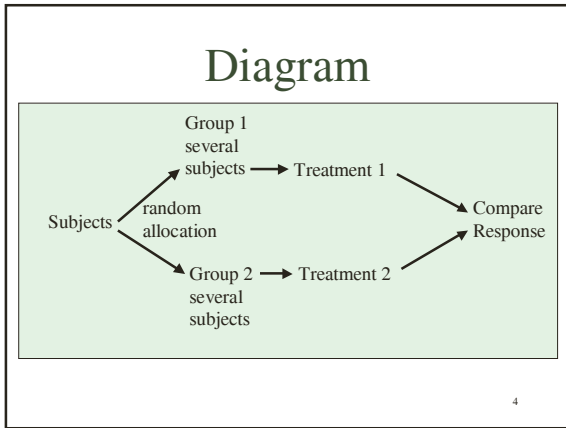 Diagram
Group 1
several
subjects
Treatment 1
Subjects
random
allocation
Compare
Response
Group 2
several
subjects
Treatment 2
4